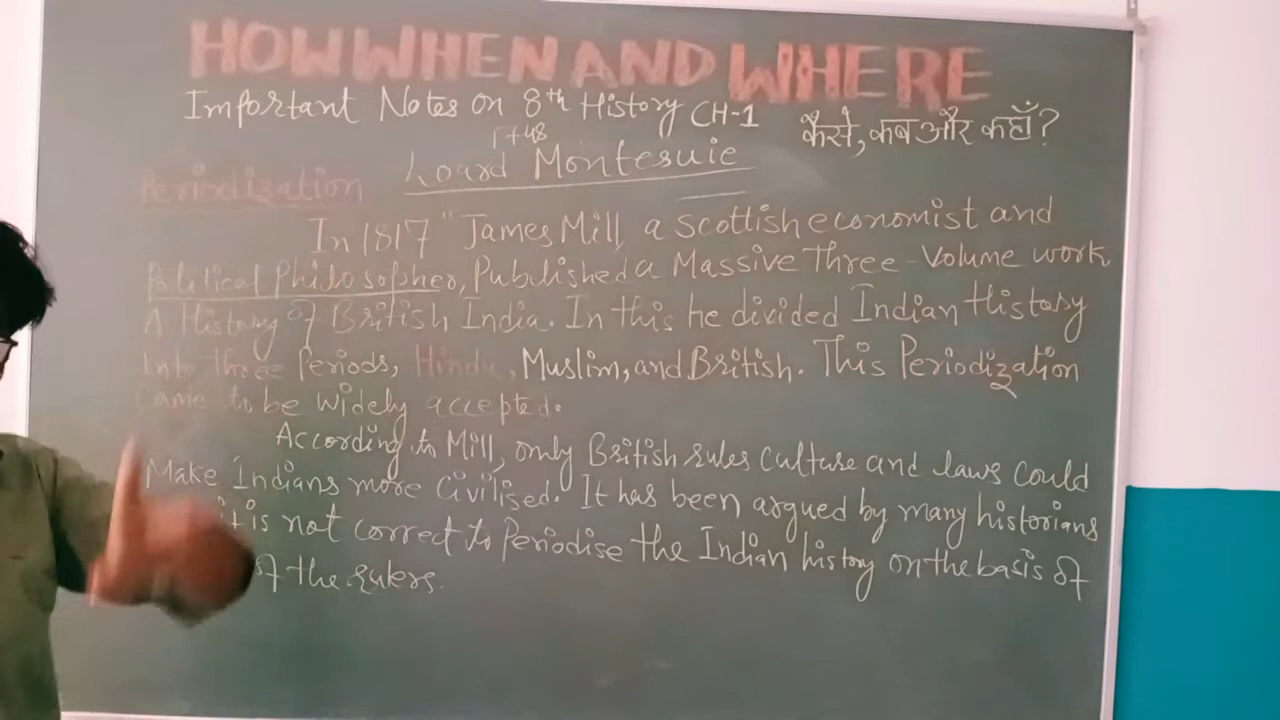 HOW WHEN AND WHERE
Important Notes on 8th History CH-1 कैसे, कब और कहाँ?
Loard Montesuie
Periodization
In 1817 "James Mill, a scottish economist and
Political Philosopher, Published a Massive Three-Volume work,
A History of British India. In this he divided Indian History
Into three Periods, Hindu, Muslim, and British. This Periodization
Came to be widely accepted.
According to Mill, only British rules culture and laws could
Make Indians more Civilised. It has been argued by many historians
it is not correct to Periodise the Indian history on the basis of
of the rulers.